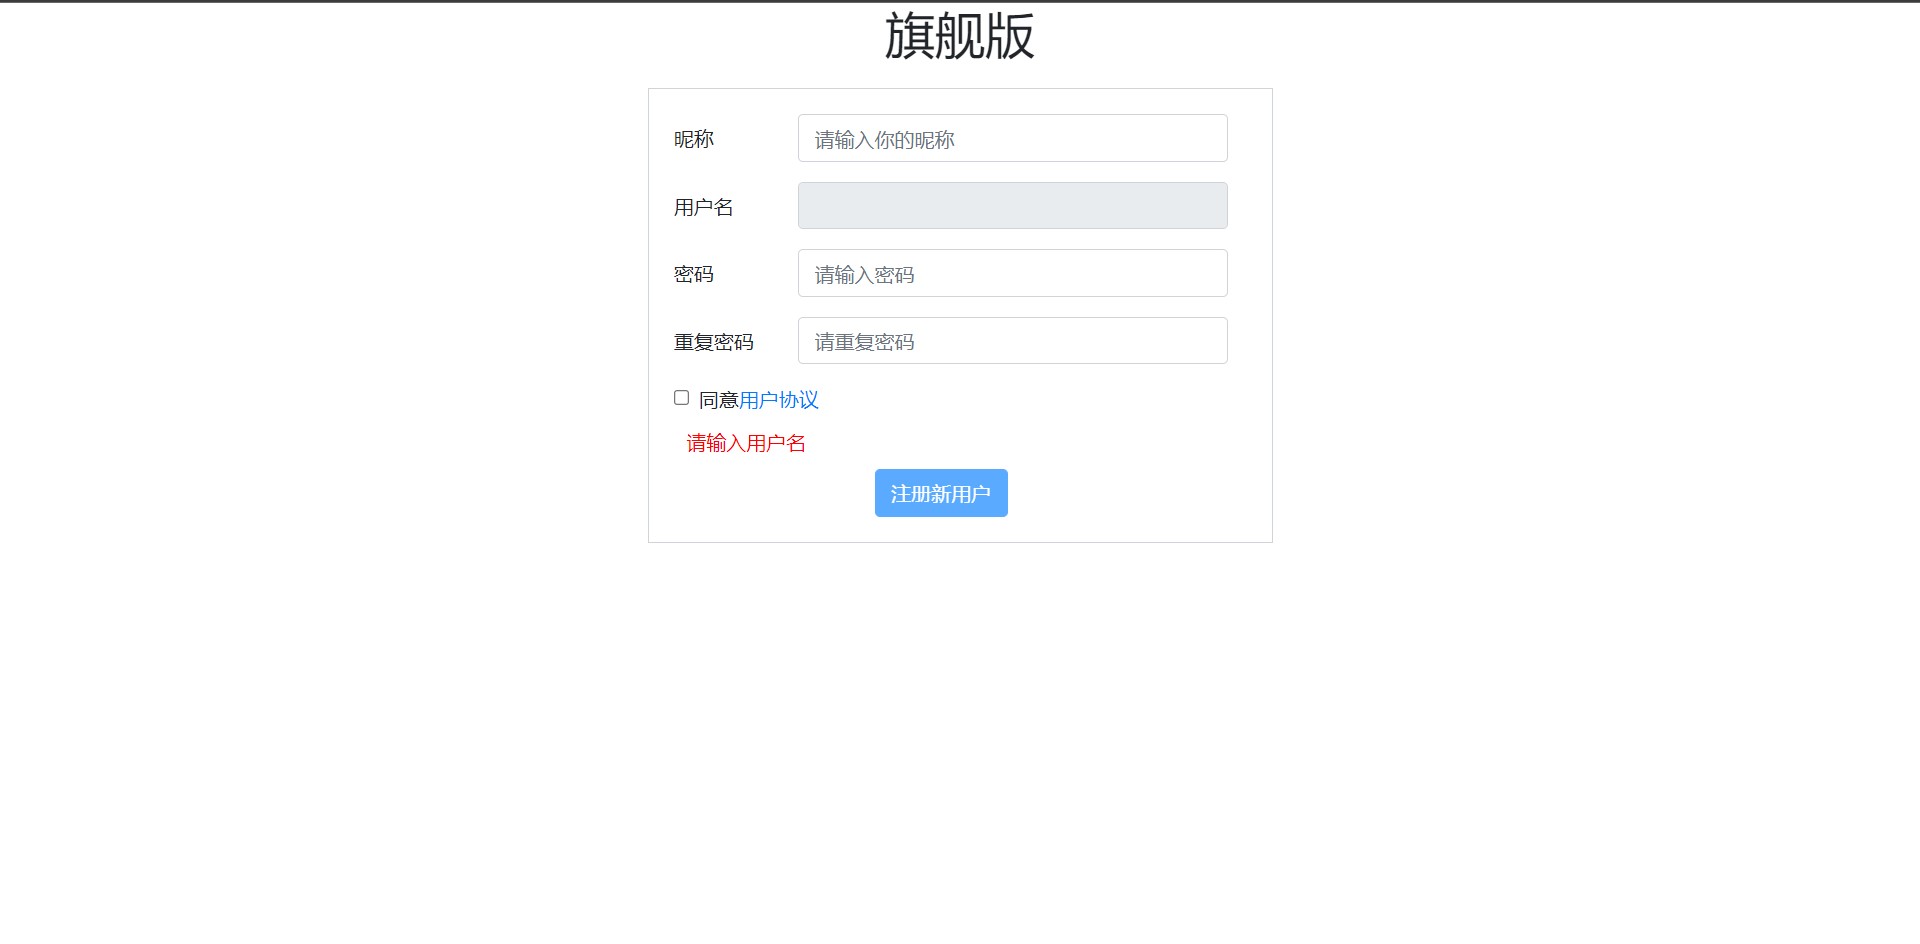 旗舰版
昵称 请输入你的昵称
用户名
密码 请输入密码
重复密码 请重复密码
同意用户协议
请输入用户名
注册新用户